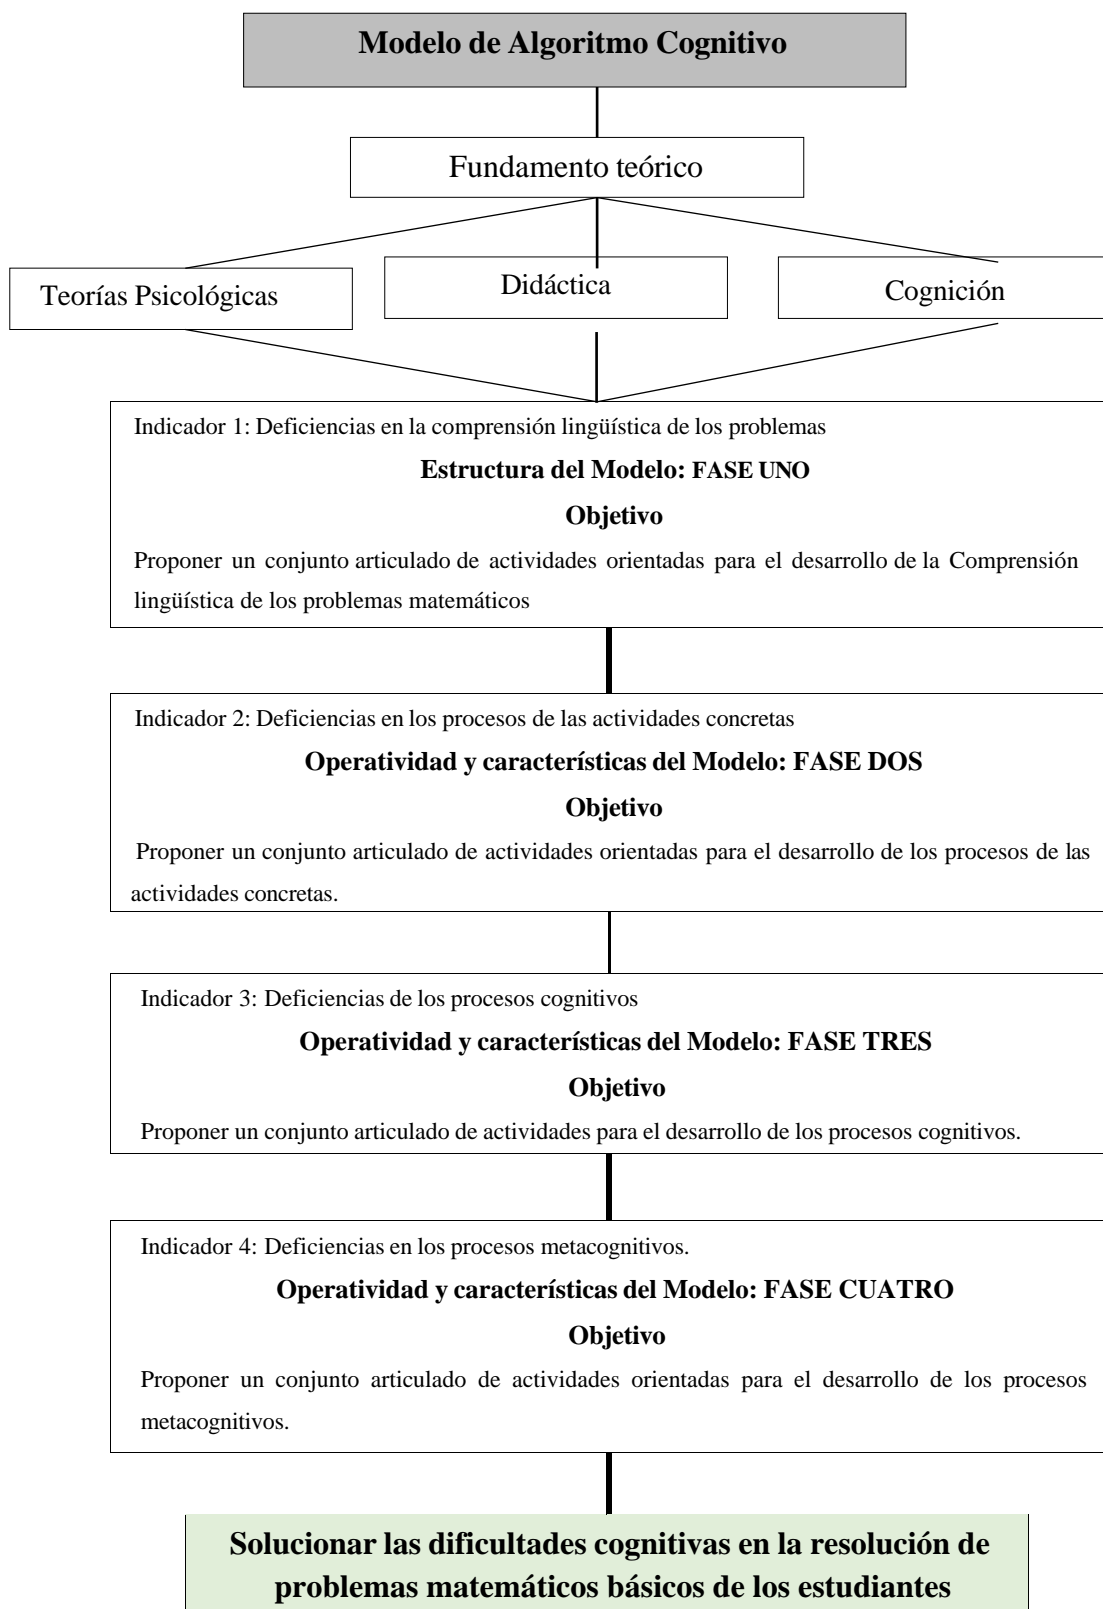 Modelo de Algoritmo Cognitivo
Fundamento teórico
Teorías Psicológicas
Didáctica
Cognición
Indicador 1: Deficiencias en la comprensión lingüística de los problemas
Estructura del Modelo: FASE UNO
Objetivo
Proponer un conjunto articulado de actividades orientadas para el desarrollo de la Comprensión
lingüística de los problemas matemáticos
Indicador 2: Deficiencias en los procesos de las actividades concretas
Operatividad y características del Modelo: FASE DOS
Objetivo
Proponer un conjunto articulado de actividades orientadas para el desarrollo de los procesos de las
actividades concretas.
Indicador 3: Deficiencias de los procesos cognitivos
Operatividad y características del Modelo: FASE TRES
Objetivo
Proponer un conjunto articulado de actividades para el desarrollo de los procesos cognitivos.
Indicador 4: Deficiencias en los procesos metacognitivos.
Operatividad y características del Modelo: FASE CUATRO
Objetivo
Proponer un conjunto articulado de actividades orientadas para el desarrollo de los procesos
metacognitivos.
Solucionar las dificultades cognitivas en la resolución de
problemas matemáticos básicos de los estudiantes